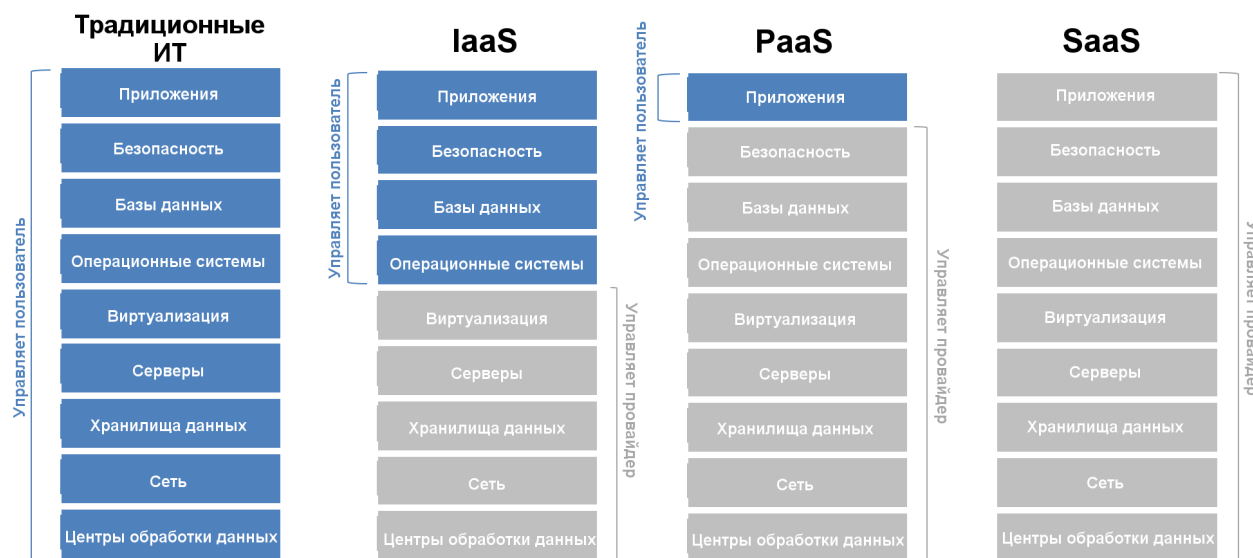 Традиционные
ИТ
Управляет пользователь
Приложения
Безопасность
Базы данных
Операционные системы
Виртуализация
Серверы
Хранилища данных
Сеть
Центры обработки данных
IaaS
Управляет пользователь
Приложения
Безопасность
Базы данных
Операционные системы
Виртуализация
Серверы
Хранилища данных
Сеть
Центры обработки данных
Управляет провайдер
PaaS
Управляет пользователь
Приложения
Безопасность
Базы данных
Операционные системы
Виртуализация
Серверы
Хранилища данных
Сеть
Центры обработки данных
Управляет провайдер
SaaS
Приложения
Безопасность
Базы данных
Операционные системы
Виртуализация
Серверы
Хранилища данных
Сеть
Центры обработки данных
Управляет провайдер